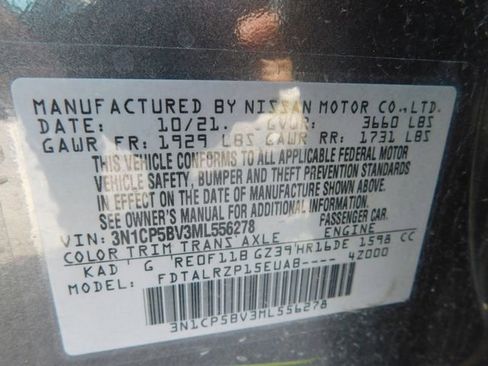 MANUFACTURED BY NISSAN MOTOR CO.,LTD.
DATE: 10/21. GVWR: 3660 LBS
GAWR FR: 1929 LBS GAWR RR: 1731 LBS
THIS VEHICLE CONFORMS TO ALL APPLICABLE FEDERAL MOTOR
VEHICLE SAFETY, BUMPER AND THEFT PREVENTION STANDARDS
IN EFFECT ON THE DATE OF MANUFACTURE SHOWN ABOVE.
SEE OWNER'S MANUAL FOR ADDITIONAL INFORMATION.
VIN: 3N1CP5BV3ML556278 PASSENGER CAR
COLOR TRIM TRANS AXLE ENGINE
KAD G RE0F11B GZ39 HR16DE 1598 CC
MODEL: FDTALRZP15EUAB---- 4Z000
3N1CP5BV3ML556278